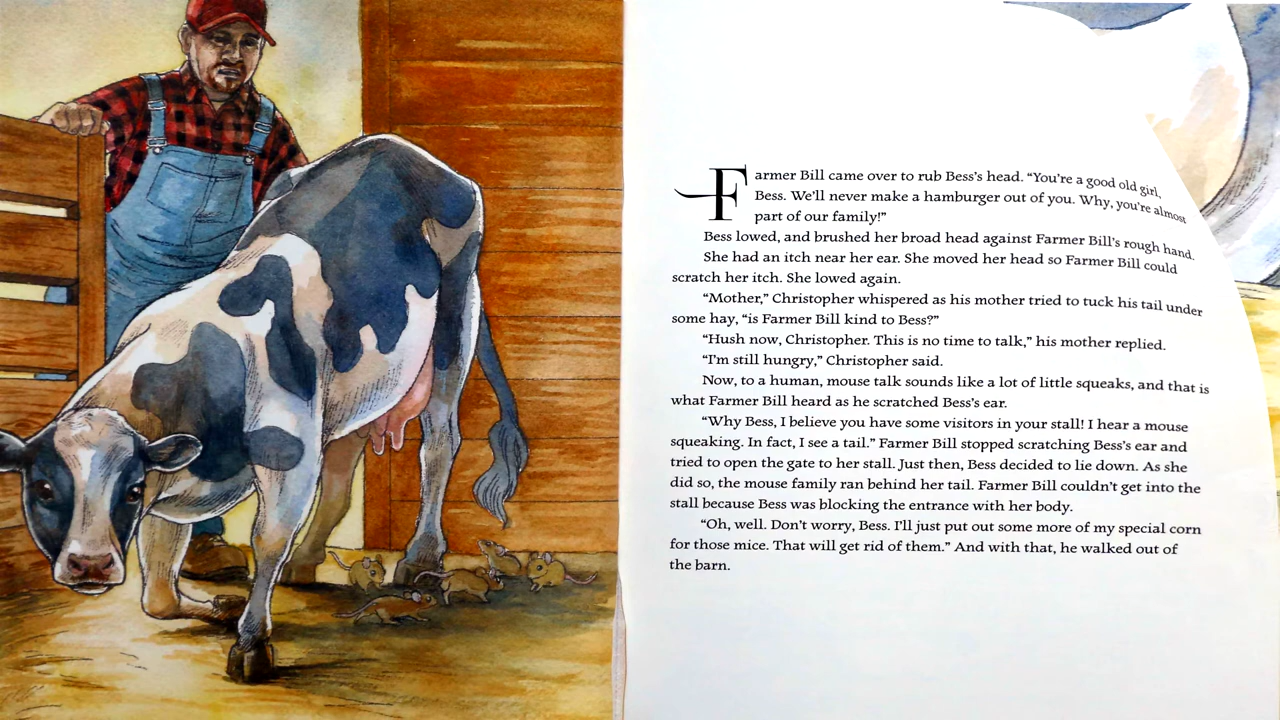 Farmer Bill came over to rub Bess's head. “You're a good old girl,
Bess. We'll never make a hamburger out of you. Why, you're almost
part of our family!”
Bess lowed, and brushed her broad head against Farmer Bill's rough hand.
She had an itch near her ear. She moved her head so Farmer Bill could
scratch her itch. She lowed again.
“Mother,” Christopher whispered as his mother tried to tuck his tail under
some hay, “is Farmer Bill kind to Bess?”
“Hush now, Christopher. This is no time to talk,” his mother replied.
“I'm still hungry,” Christopher said.
Now, to a human, mouse talk sounds like a lot of little squeaks, and that is
what Farmer Bill heard as he scratched Bess's ear.
“Why Bess, I believe you have some visitors in your stall! I hear a mouse
squeaking. In fact, I see a tail.” Farmer Bill stopped scratching Bess's ear and
tried to open the gate to her stall. Just then, Bess decided to lie down. As she
did so, the mouse family ran behind her tail. Farmer Bill couldn't get into the
stall because Bess was blocking the entrance with her body.
“Oh, well. Don't worry, Bess. I'll just put out some more of my special corn
for those mice. That will get rid of them.” And with that, he walked out of
the barn.